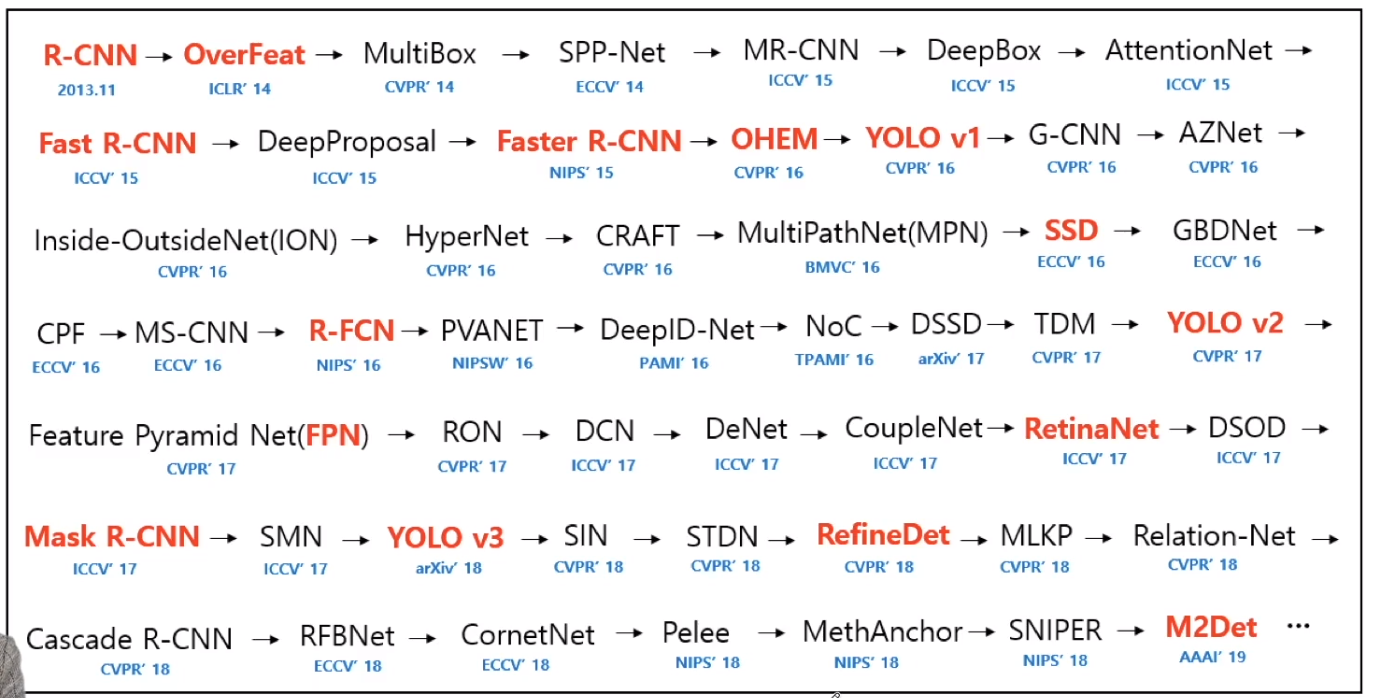 R-CNN → OverFeat → MultiBox → SPP-Net → MR-CNN → DeepBox → AttentionNet →
2013.11 ICLR' 14 CVPR' 14 ECCV' 14 ICCV' 15 ICCV' 15 ICCV' 15
Fast R-CNN → DeepProposal → Faster R-CNN → OHEM → YOLO v1 → G-CNN → AZNet →
ICCV' 15 ICCV' 15 NIPS' 15 CVPR' 16 CVPR' 16 CVPR' 16 CVPR' 16
Inside-OutsideNet(ION) → HyperNet → CRAFT → MultiPathNet(MPN) → SSD → GBDNet →
CVPR' 16 CVPR' 16 CVPR' 16 BMVC' 16 ECCV' 16 ECCV' 16
CPF → MS-CNN → R-FCN → PVANET → DeepID-Net → NoC → DSSD → TDM → YOLO v2 →
ECCV' 16 ECCV' 16 NIPS' 16 NIPSW' 16 PAMI' 16 TPAMI' 16 arXiv' 17 CVPR' 17 CVPR' 17
Feature Pyramid Net(FPN) → RON → DCN → DeNet → CoupleNet → RetinaNet → DSOD →
CVPR' 17 CVPR' 17 ICCV' 17 ICCV' 17 ICCV' 17 ICCV' 17 ICCV' 17
Mask R-CNN → SMN → YOLO v3 → SIN → STDN → RefineDet → MLKP → Relation-Net →
ICCV' 17 ICCV' 17 arXiv' 18 CVPR' 18 CVPR' 18 CVPR' 18 CVPR' 18 CVPR' 18
Cascade R-CNN → RFBNet → CornetNet → Pelee → MethAnchor → SNIPER → M2Det ···
CVPR' 18 ECCV' 18 ECCV' 18 NIPS' 18 NIPS' 18 NIPS' 18 AAAI' 19